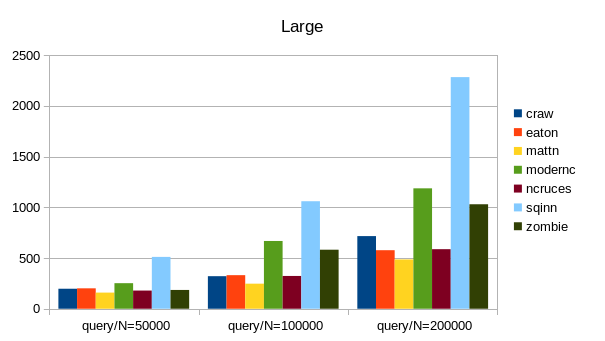 Large
2500
2000
1500
1000
500
0
query/N=50000 query/N=100000 query/N=200000
craw
eaton
mattn
modernc
ncruces
sqinn
zombie